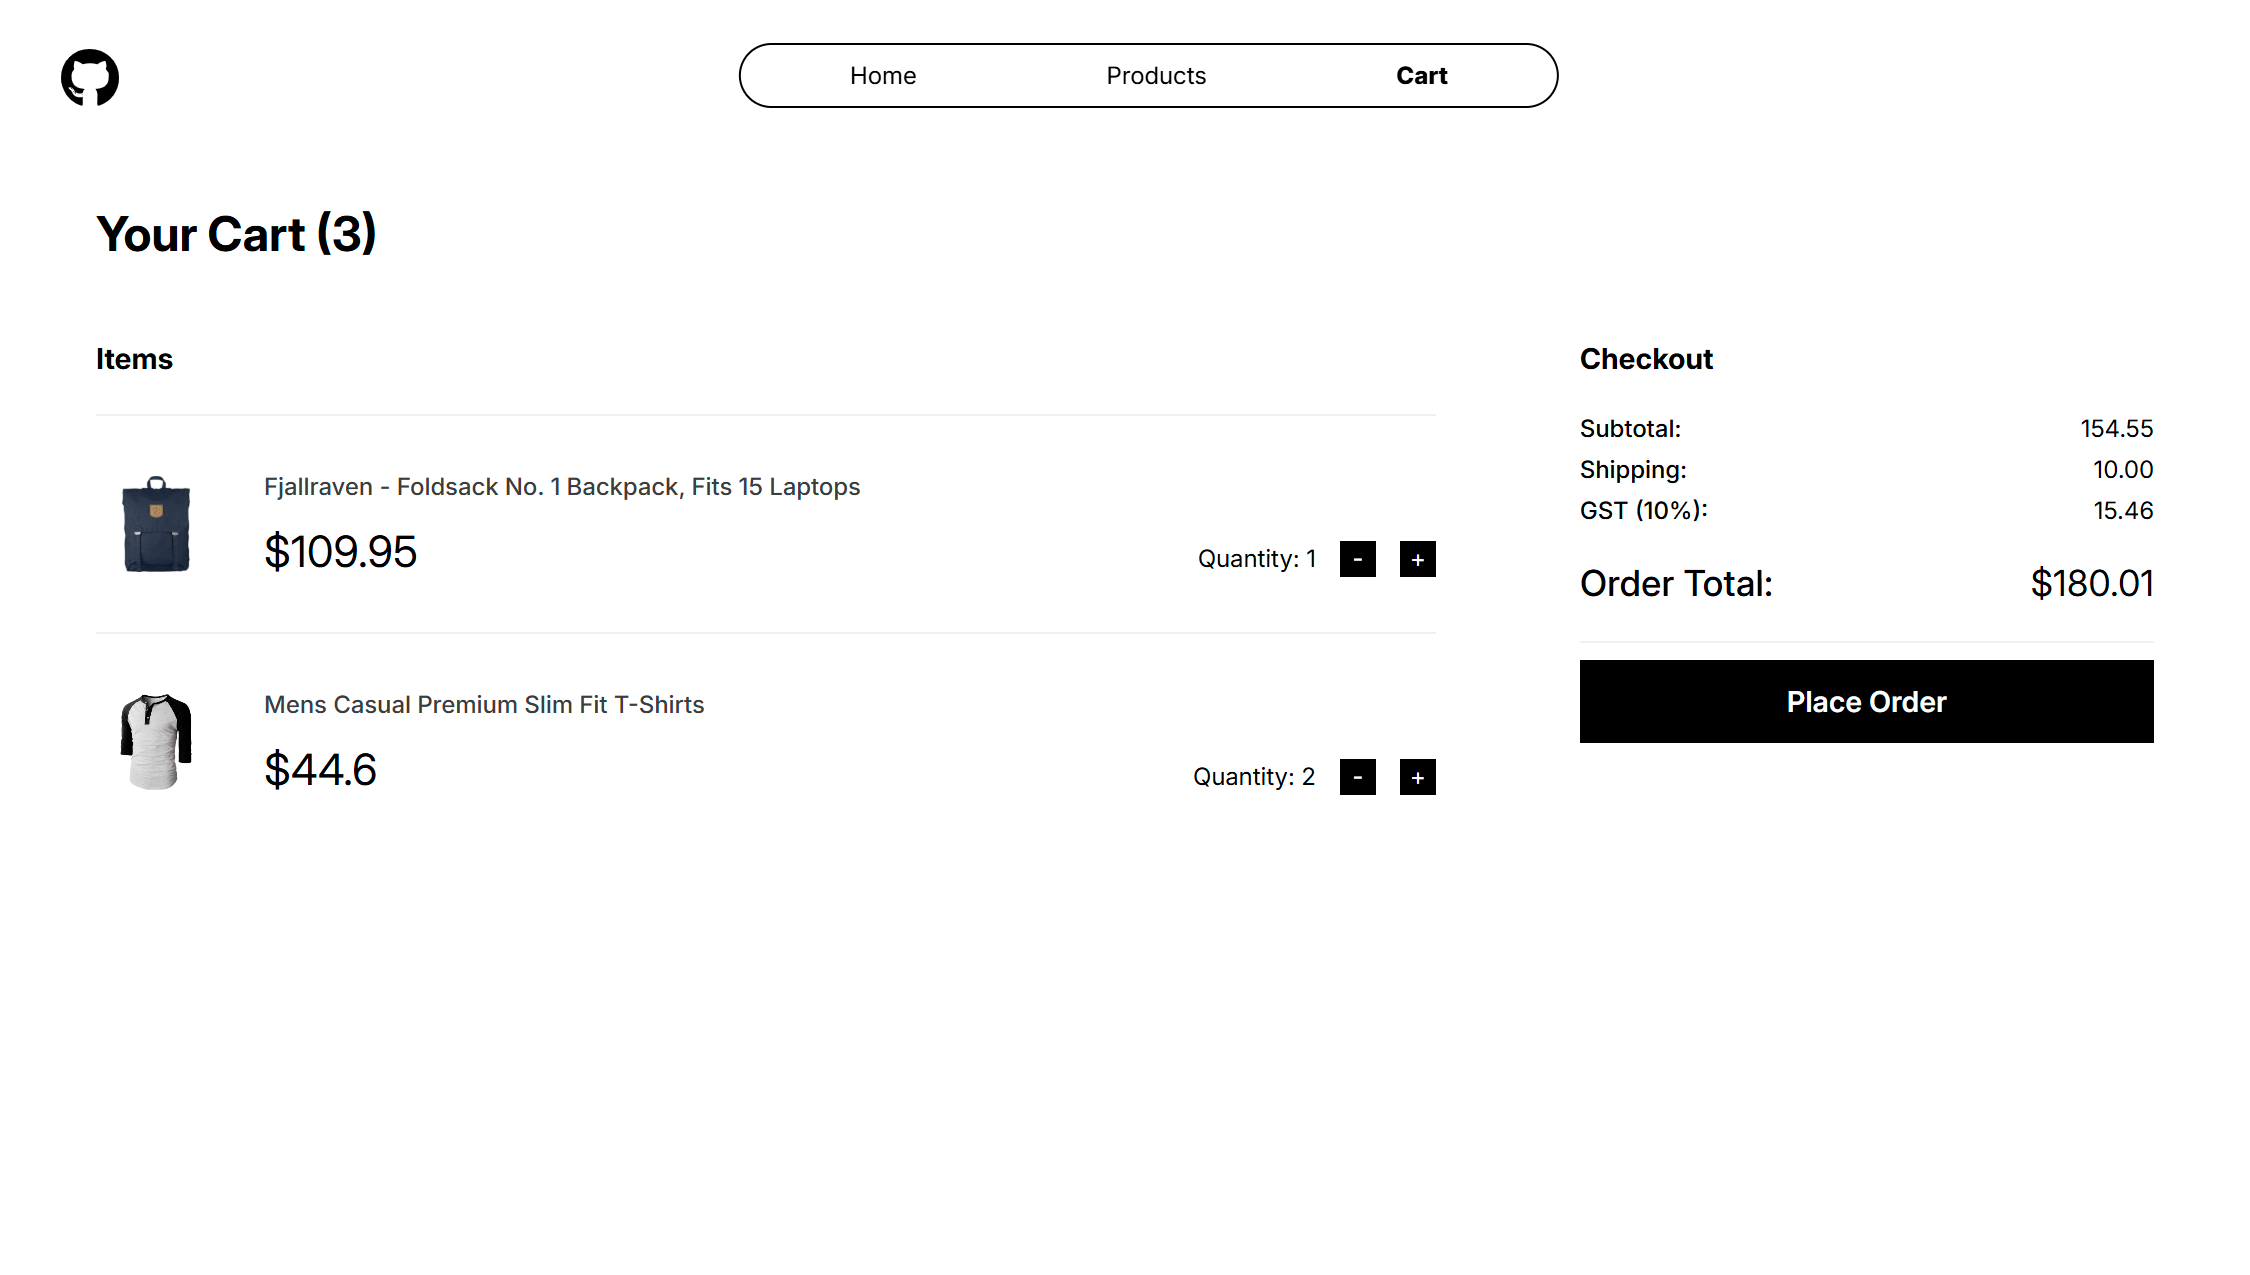 Home Products Cart
Your Cart (3)
Items
Fjallraven - Foldsack No. 1 Backpack, Fits 15 Laptops
$109.95
Quantity: 1 - +
Mens Casual Premium Slim Fit T-Shirts
$44.6
Quantity: 2 - +
Checkout
Subtotal: 154.55
Shipping: 10.00
GST (10%): 15.46
Order Total: $180.01
Place Order